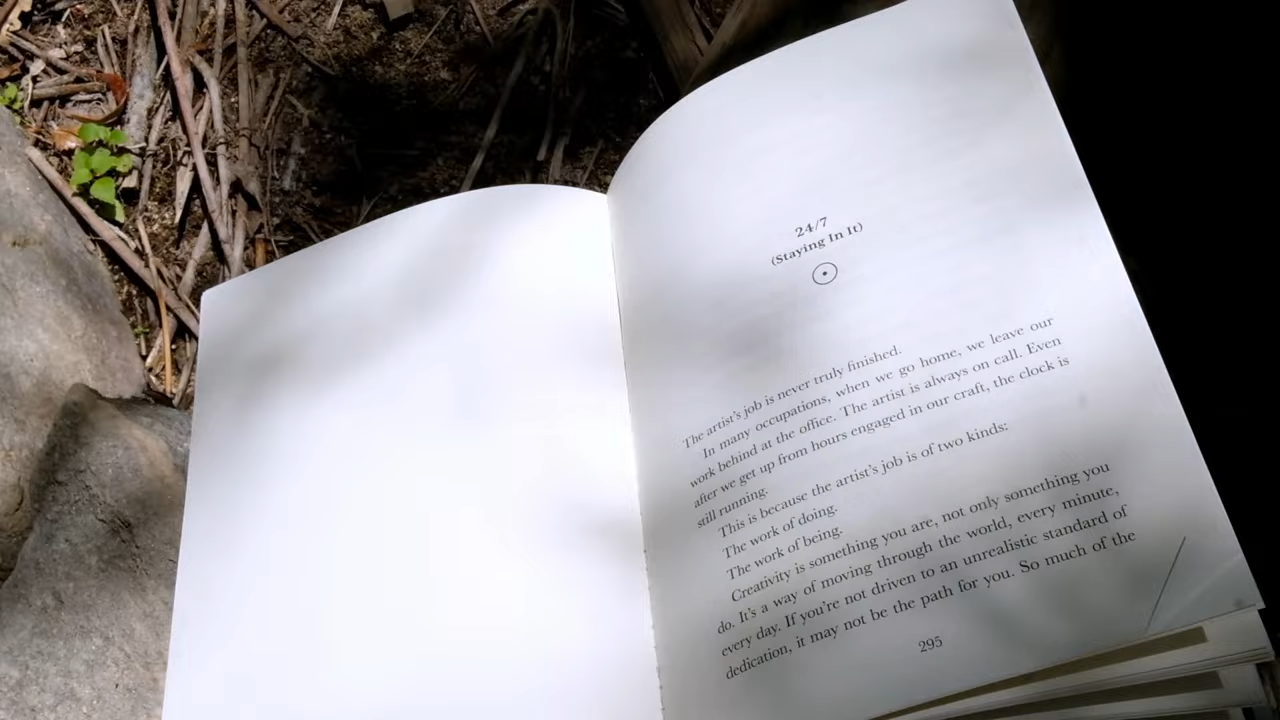 24/7
(Staying In It)
The artist's job is never truly finished.
In many occupations, when we go home, we leave our
work behind at the office. The artist is always on call. Even
after we get up from hours engaged in our craft, the clock is
still running.
This is because the artist's job is of two kinds:
The work of doing.
The work of being.
Creativity is something you are, not only something you
do. It's a way of moving through the world, every minute,
every day. If you're not driven to an unrealistic standard of
dedication, it may not be the path for you. So much of the
295